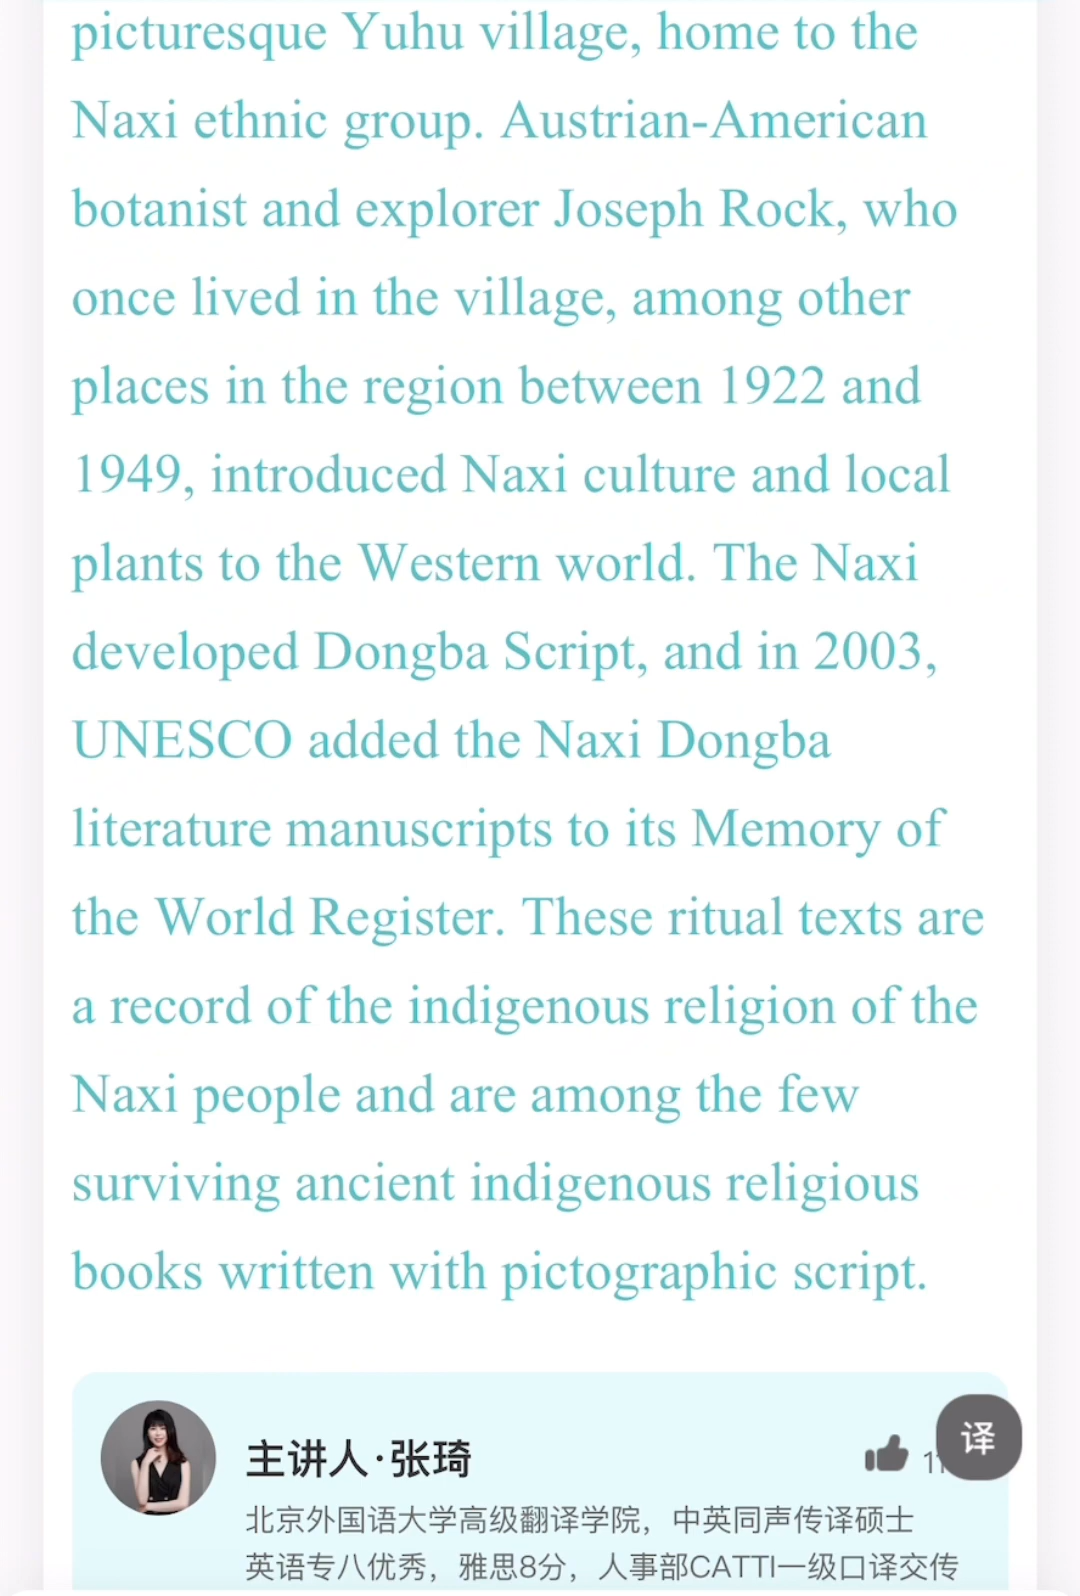 picturesque Yuhu village, home to the
Naxi ethnic group. Austrian-American
botanist and explorer Joseph Rock, who
once lived in the village, among other
places in the region between 1922 and
1949, introduced Naxi culture and local
plants to the Western world. The Naxi
developed Dongba Script, and in 2003,
UNESCO added the Naxi Dongba
literature manuscripts to its Memory of
the World Register. These ritual texts are
a record of the indigenous religion of the
Naxi people and are among the few
surviving ancient indigenous religious
books written with pictographic script.
主讲人·张琦
译
北京外国语大学高级翻译学院，中英同声传译硕士
英语专八优秀，雅思8分，人事部CATTI一级口译交传